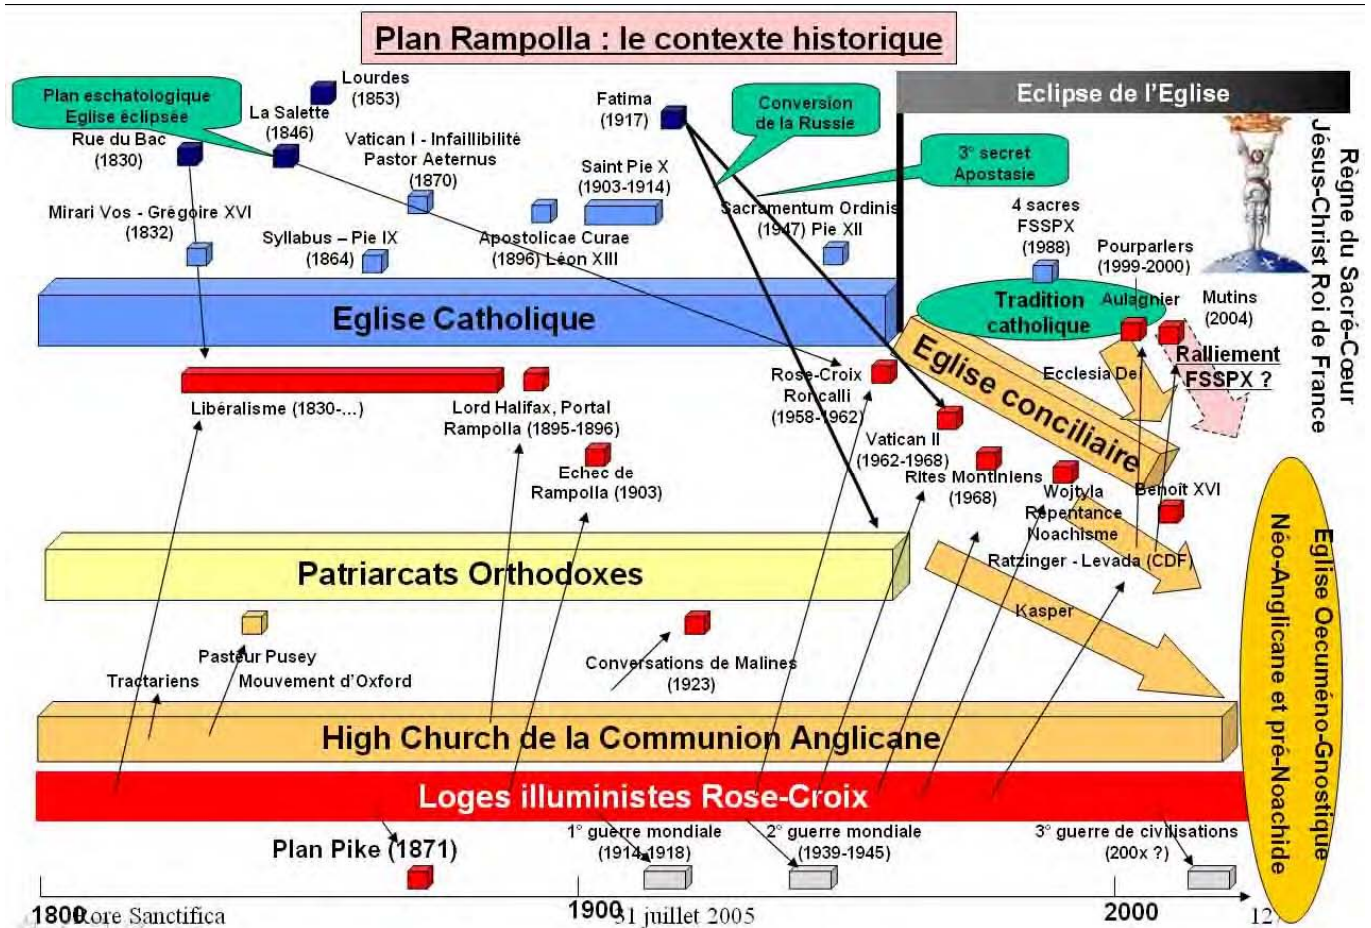 Plan Rampolla : le contexte historique
Plan eschatologique
Eglise éclipsée
Rue du Bac
(1830)
La Salette
(1846)
Lourdes
(1853)
Vatican I - Infaillibilité
Pastor Aeternus
(1870)
Fatima
(1917)
Saint Pie X
(1903-1914)
Conversion
de la Russie
3° secret
Apostasie
Eclipse de l'Eglise
Mirari Vos - Grégoire XVI
(1832)
Syllabus – Pie IX
(1864)
Apostolicae Curae
(1896) Léon XIII
Sacramentum Ordinis
(1947) Pie XII
4 sacres
FSSPX
(1988)
Pourparlers
(1999-2000)
Aulagnier
Mutins
(2004)
Règne du Sacré-Cœur
Jésus-Christ Roi de France
Eglise Catholique
Tradition
catholique
Ralliement
FSSPX ?
Ecclesia Dei
Eglise conciliaire
Libéralisme (1830-...)
Lord Halifax, Portal
Rampolla (1895-1896)
Echec de
Rampolla (1903)
Rose-Croix
Roncalli
(1958-1962)
Vatican II
(1962-1968)
Rites Montiniens
(1968)
Wojtyla
Repentance
Noachisme
Benoît XVI
Ratzinger - Levada (CDF)
Patriarcats Orthodoxes
Kasper
Pasteur Pusey
Tractariens
Mouvement d'Oxford
Conversations de Malines
(1923)
High Church de la Communion Anglicane
Loges illuministes Rose-Croix
Eglise Oecuméno-Gnostique
Néo-Anglicane et pré-Noachide
Plan Pike (1871)
1° guerre mondiale
(1914-1918)
2° guerre mondiale
(1939-1945)
3° guerre de civilisations
(200x ?)
1800
1900
2000
Rore Sanctifica
31 juillet 2005
12